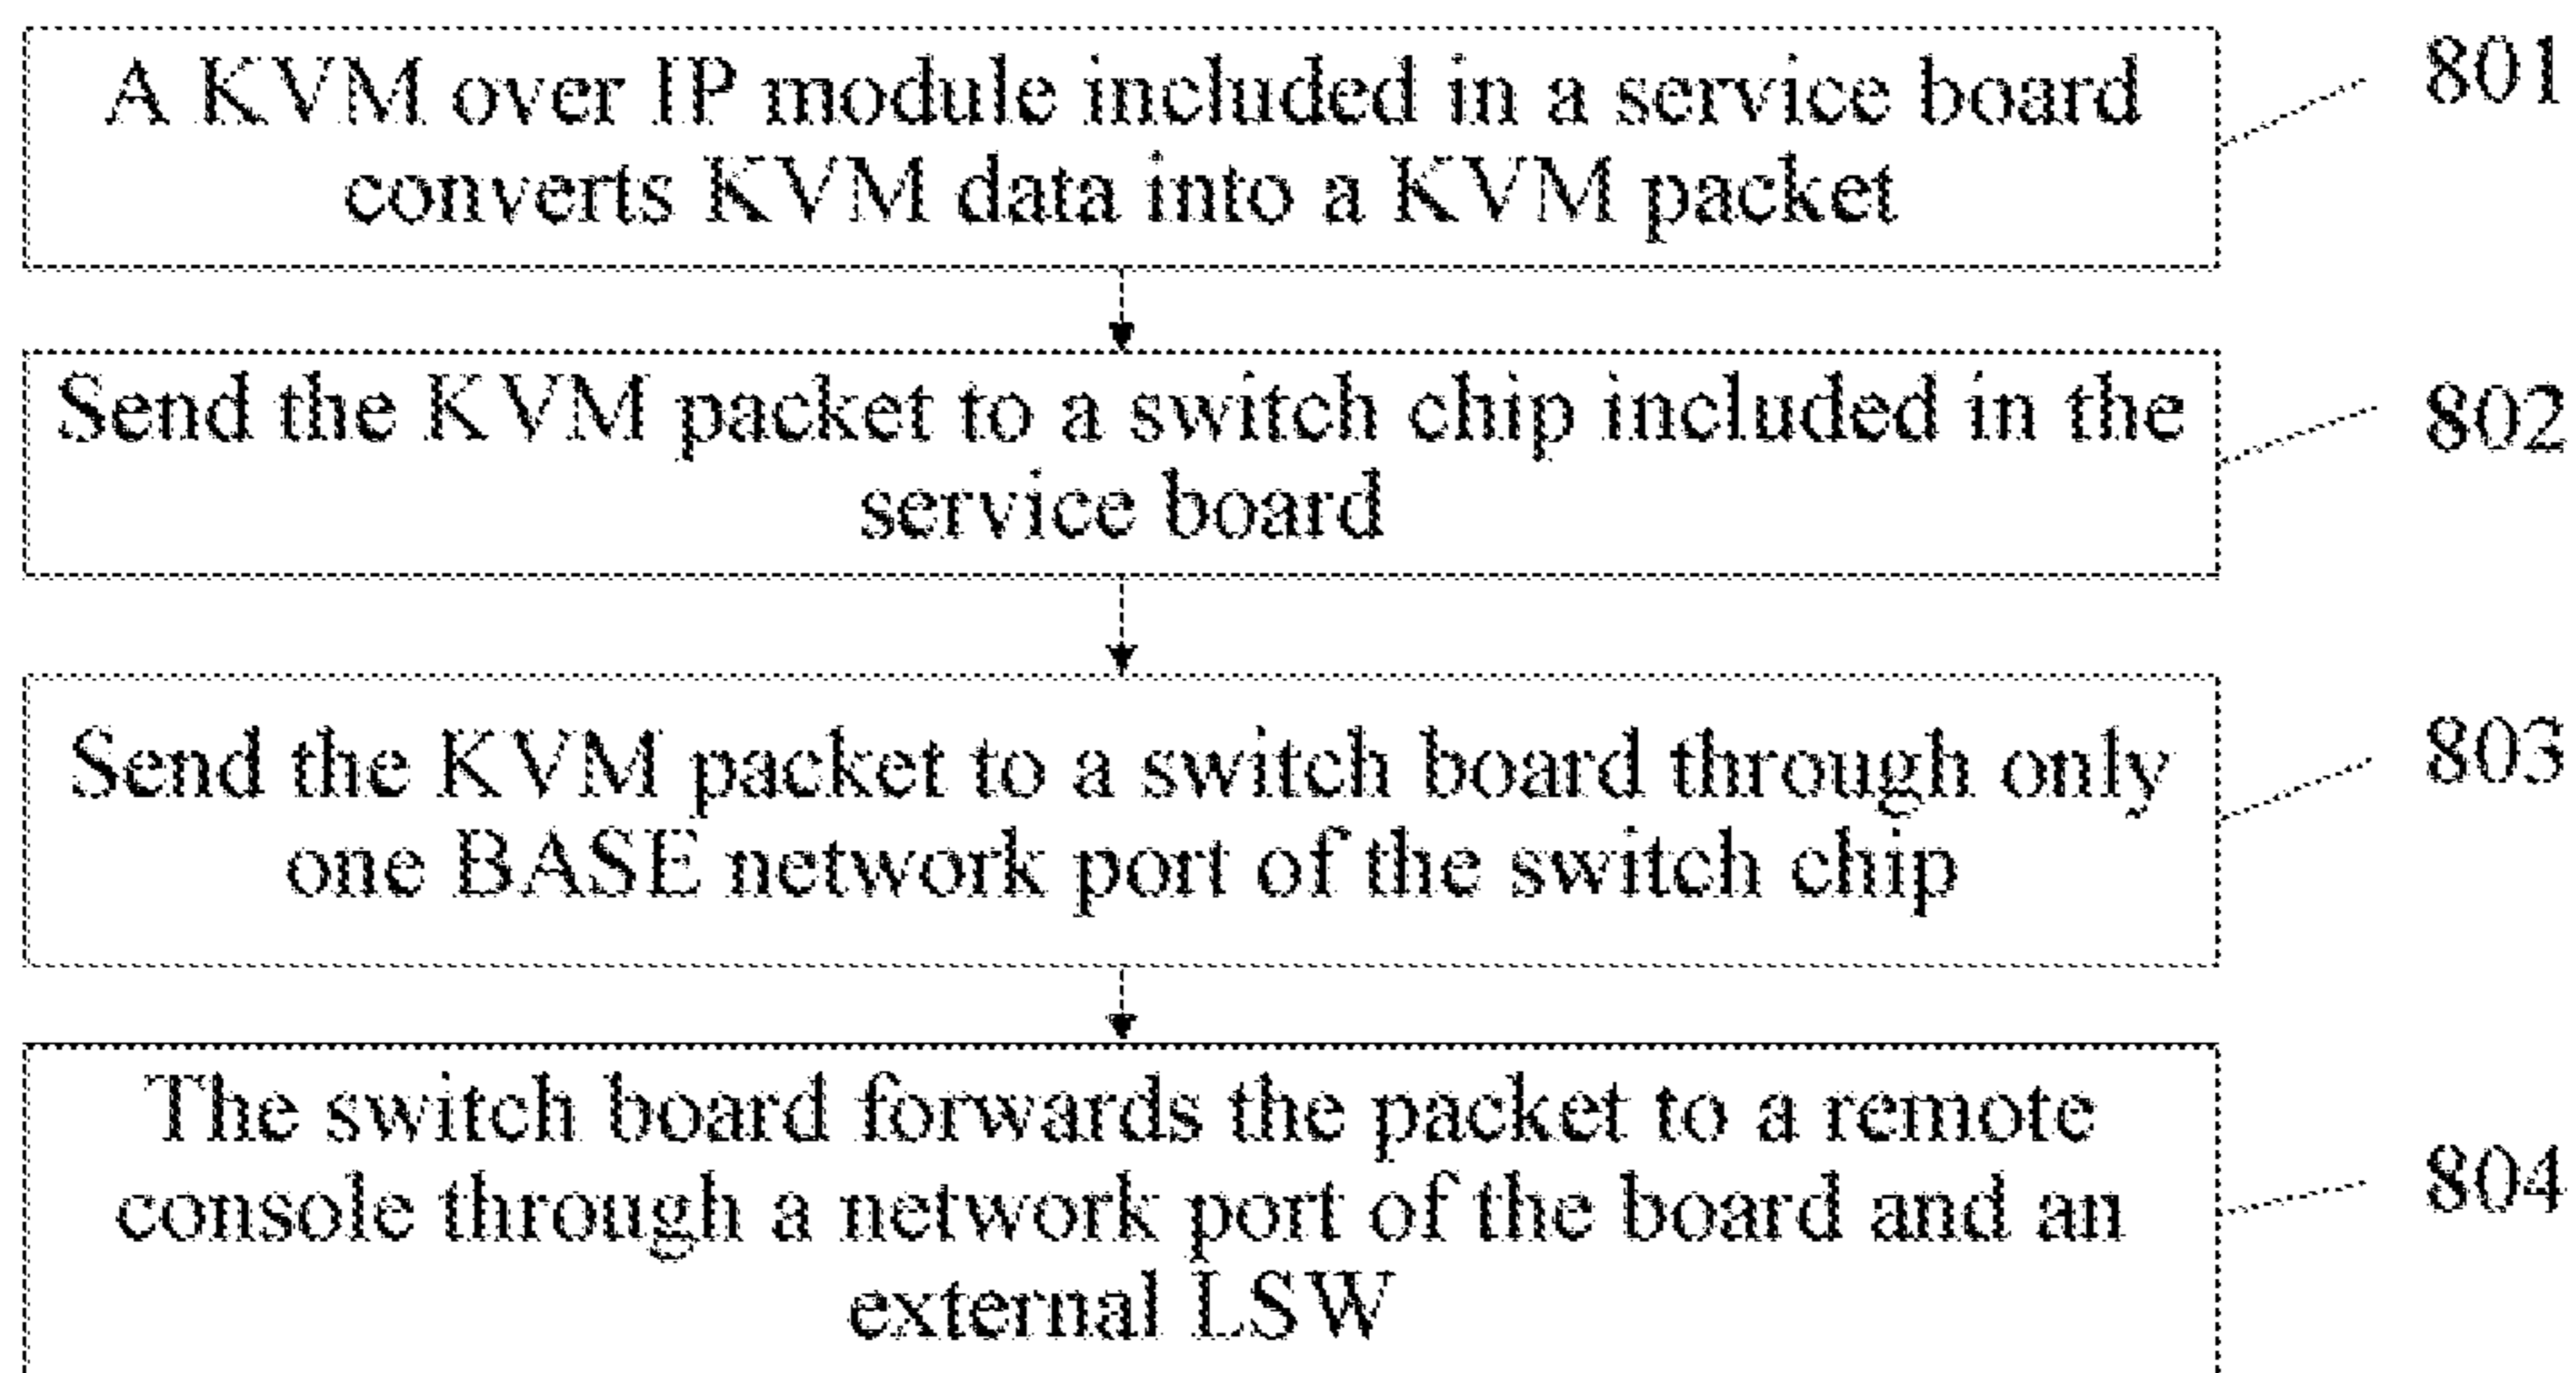 A KVM over IP module included in a service board
converts KVM data into a KVM packet
801
Send the KVM packet to a switch chip included in the
service board
802
Send the KVM packet to a switch board through only
one BASE network port of the switch chip
803
The switch board forwards the packet to a remote
console through a network port of the board and an
external LSW
804